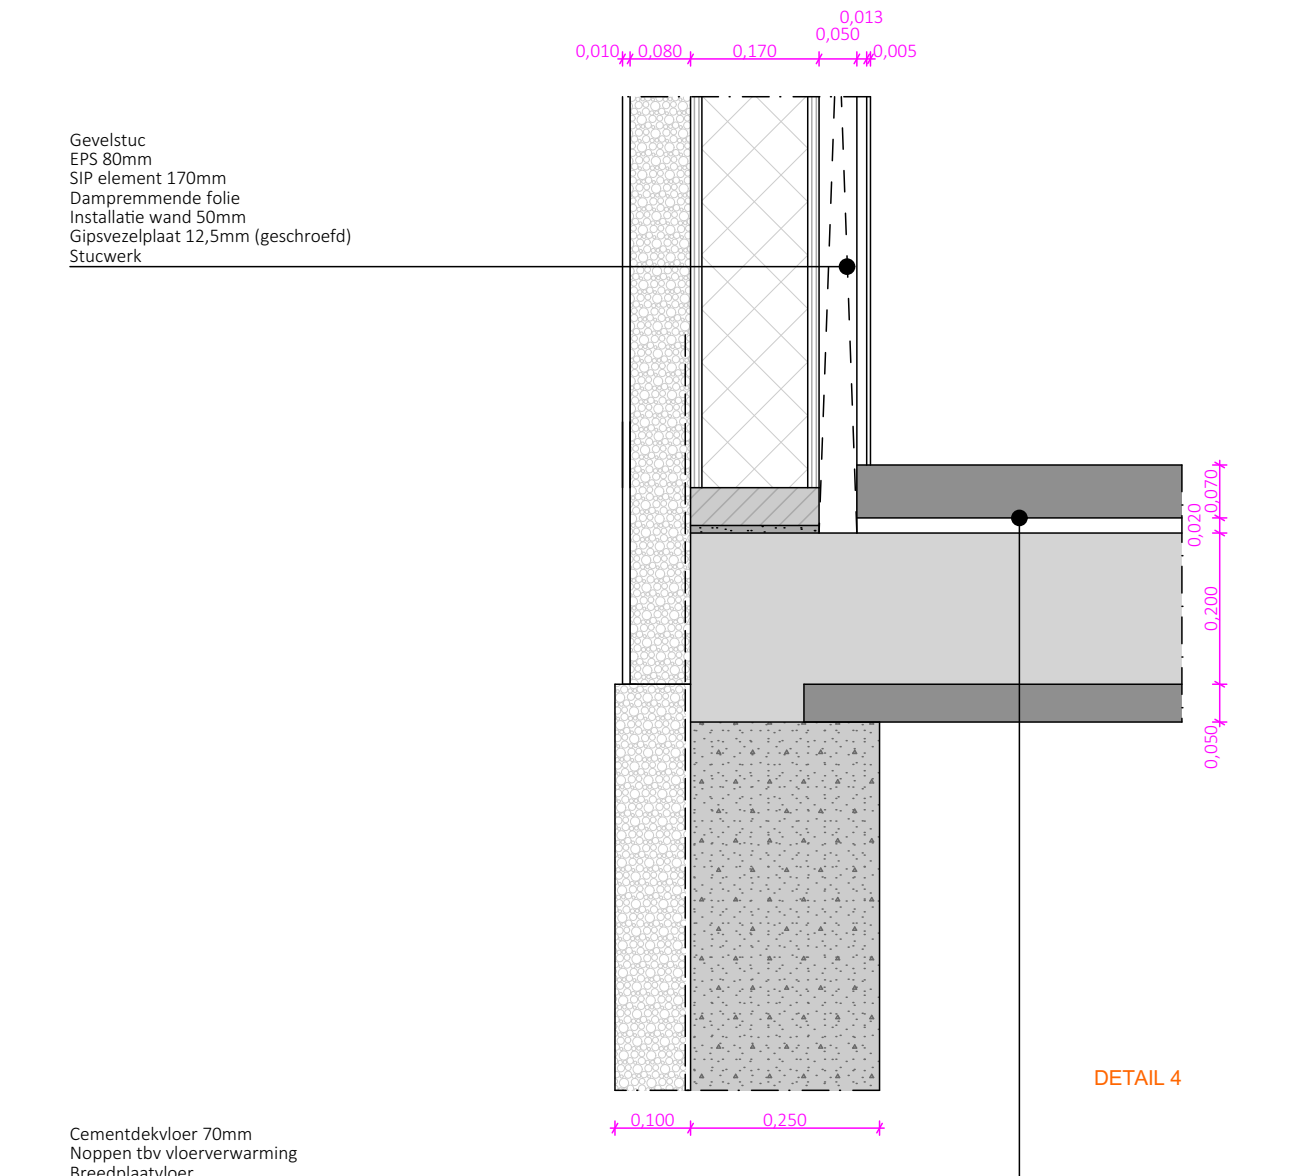 0,013
0,050
0,010 0,080 0,170 0,005
Gevelstuc
EPS 80mm
SIP element 170mm
Dampremmende folie
Installatie wand 50mm
Gipsvezelplaat 12,5mm (geschroefd)
Stucwerk
0,070
0,020
0,200
0,050
DETAIL 4
0,100 0,250
Cementdekvloer 70mm
Noppen tbv vloerverwarming
Breedplaatvloer